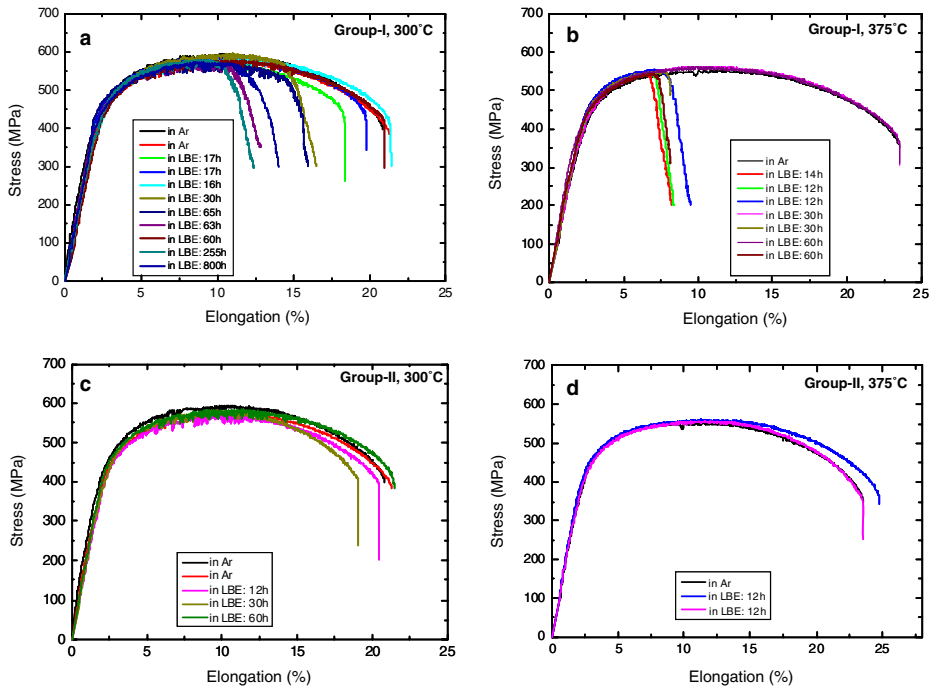 a
Group-I, 300°C
700
600
500
400
300
200
100
0
in Ar
in Ar
in LBE: 17h
in LBE: 17h
in LBE: 16h
in LBE: 30h
in LBE: 65h
in LBE: 63h
in LBE: 60h
in LBE: 255h
in LBE: 800h
0 5 10 15 20 25
Stress (MPa)
Elongation (%)
b
Group-I, 375°C
700
600
500
400
300
200
100
0
in Ar
in LBE: 14h
in LBE: 12h
in LBE: 12h
in LBE: 30h
in LBE: 30h
in LBE: 60h
in LBE: 60h
0 5 10 15 20 25
Stress (MPa)
Elongation (%)
c
Group-II, 300°C
700
600
500
400
300
200
100
0
in Ar
in Ar
in LBE: 12h
in LBE: 30h
in LBE: 60h
0 5 10 15 20 25
Stress (MPa)
Elongation (%)
d
Group-II, 375°C
700
600
500
400
300
200
100
0
in Ar
in LBE: 12h
in LBE: 12h
0 5 10 15 20 25
Stress (MPa)
Elongation (%)